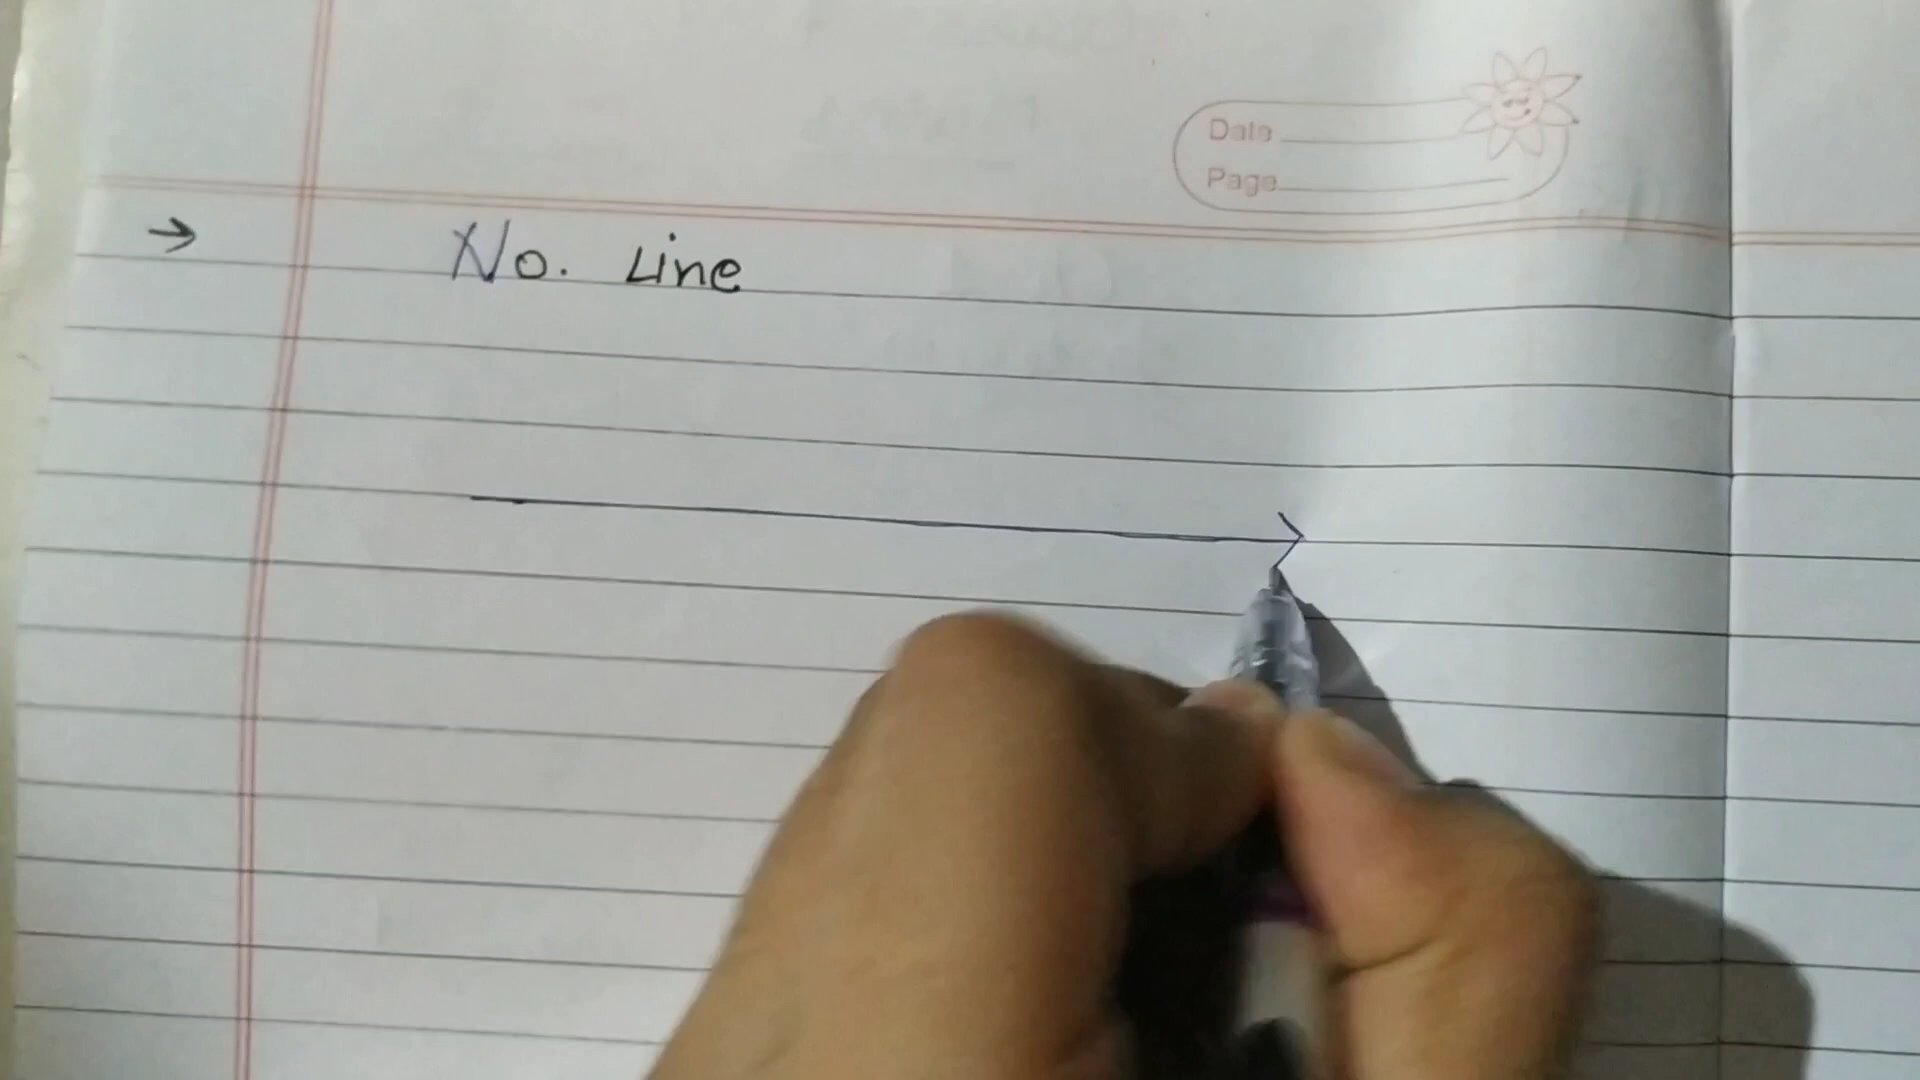 Date
Page
→ No. Line